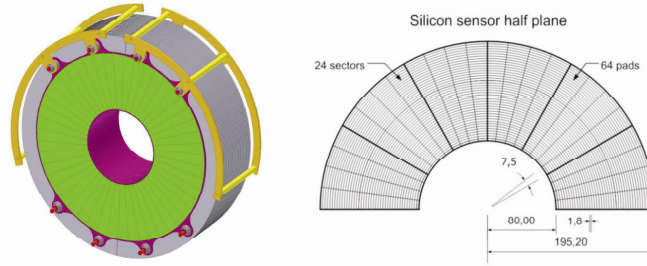 Silicon sensor half plane
24 sectors
64 pads
7,5
80,00
1,8
195,20